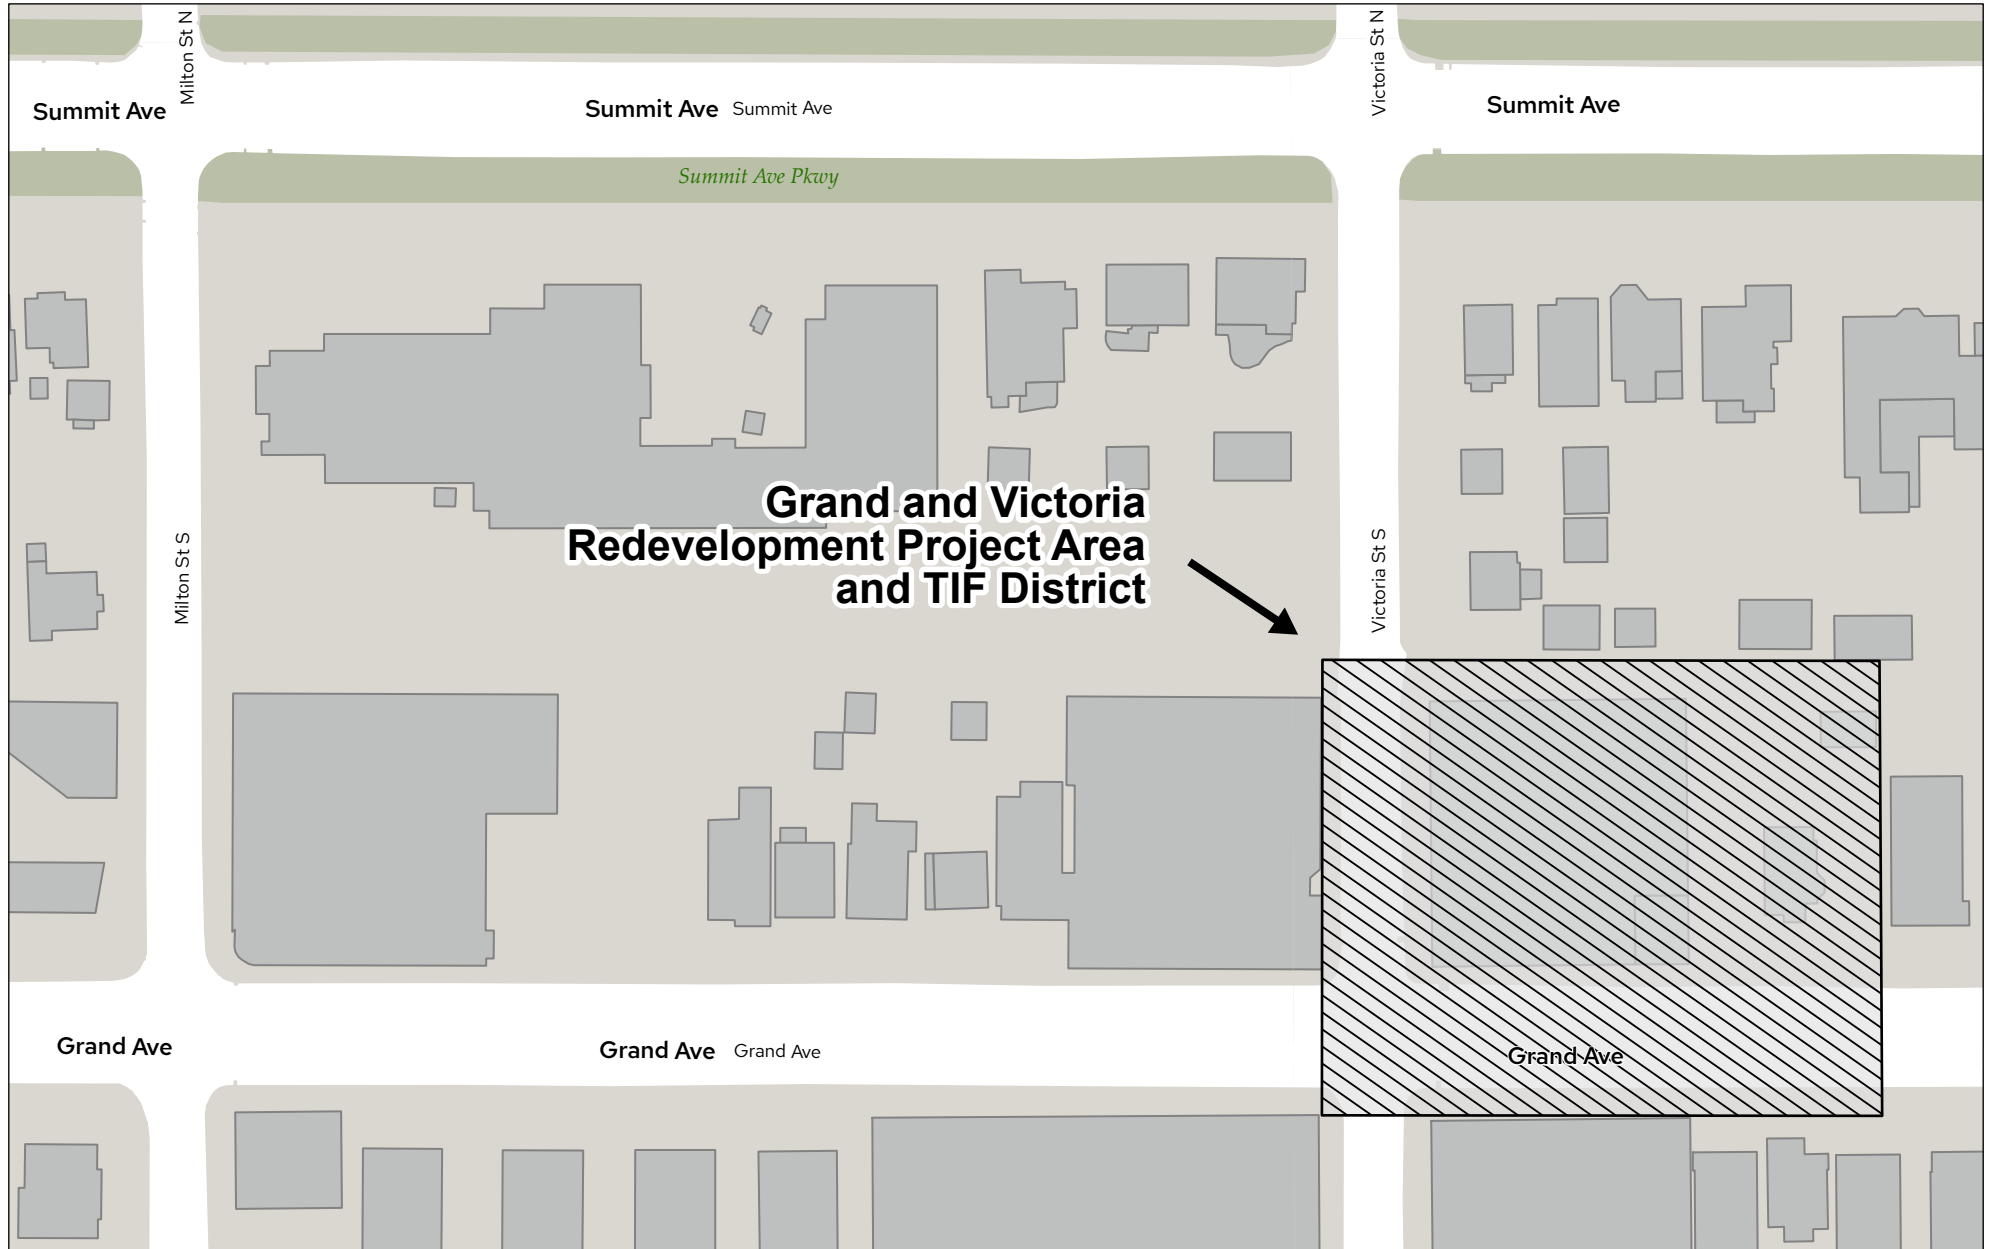 Milton St N
Victoria St N
Summit Ave
Summit Ave
Summit Ave
Summit Ave
Summit Ave Pkwy
Grand and Victoria
Redevelopment Project Area
and TIF District
Milton St S
Victoria St S
Grand Ave
Grand Ave
Grand Ave
Grand Ave